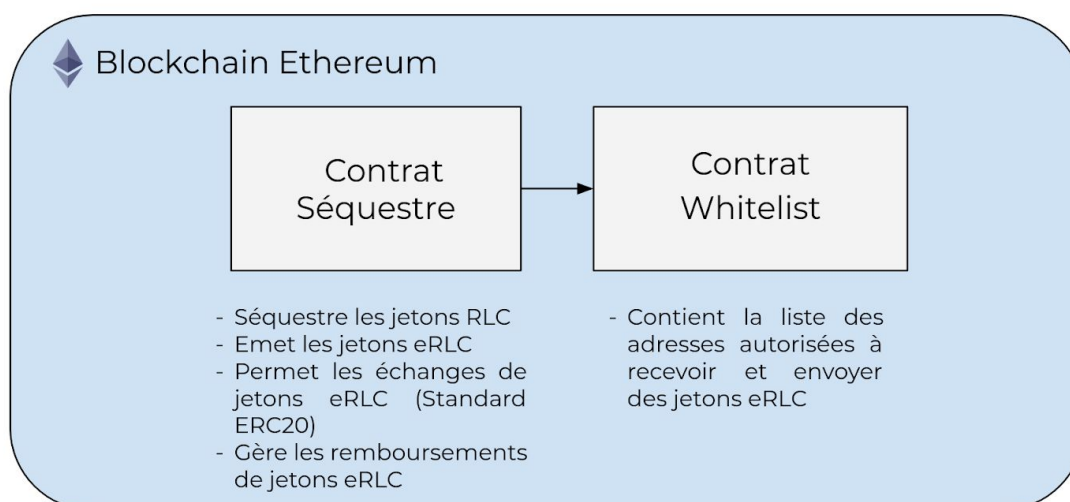 Blockchain Ethereum
Contrat
Séquestre
Contrat
Whitelist
- Séquestre les jetons RLC
- Emet les jetons eRLC
- Permet les échanges de
jetons eRLC (Standard
ERC20)
- Gère les remboursements
de jetons eRLC
- Contient la liste des
adresses autorisées à
recevoir et envoyer
des jetons eRLC